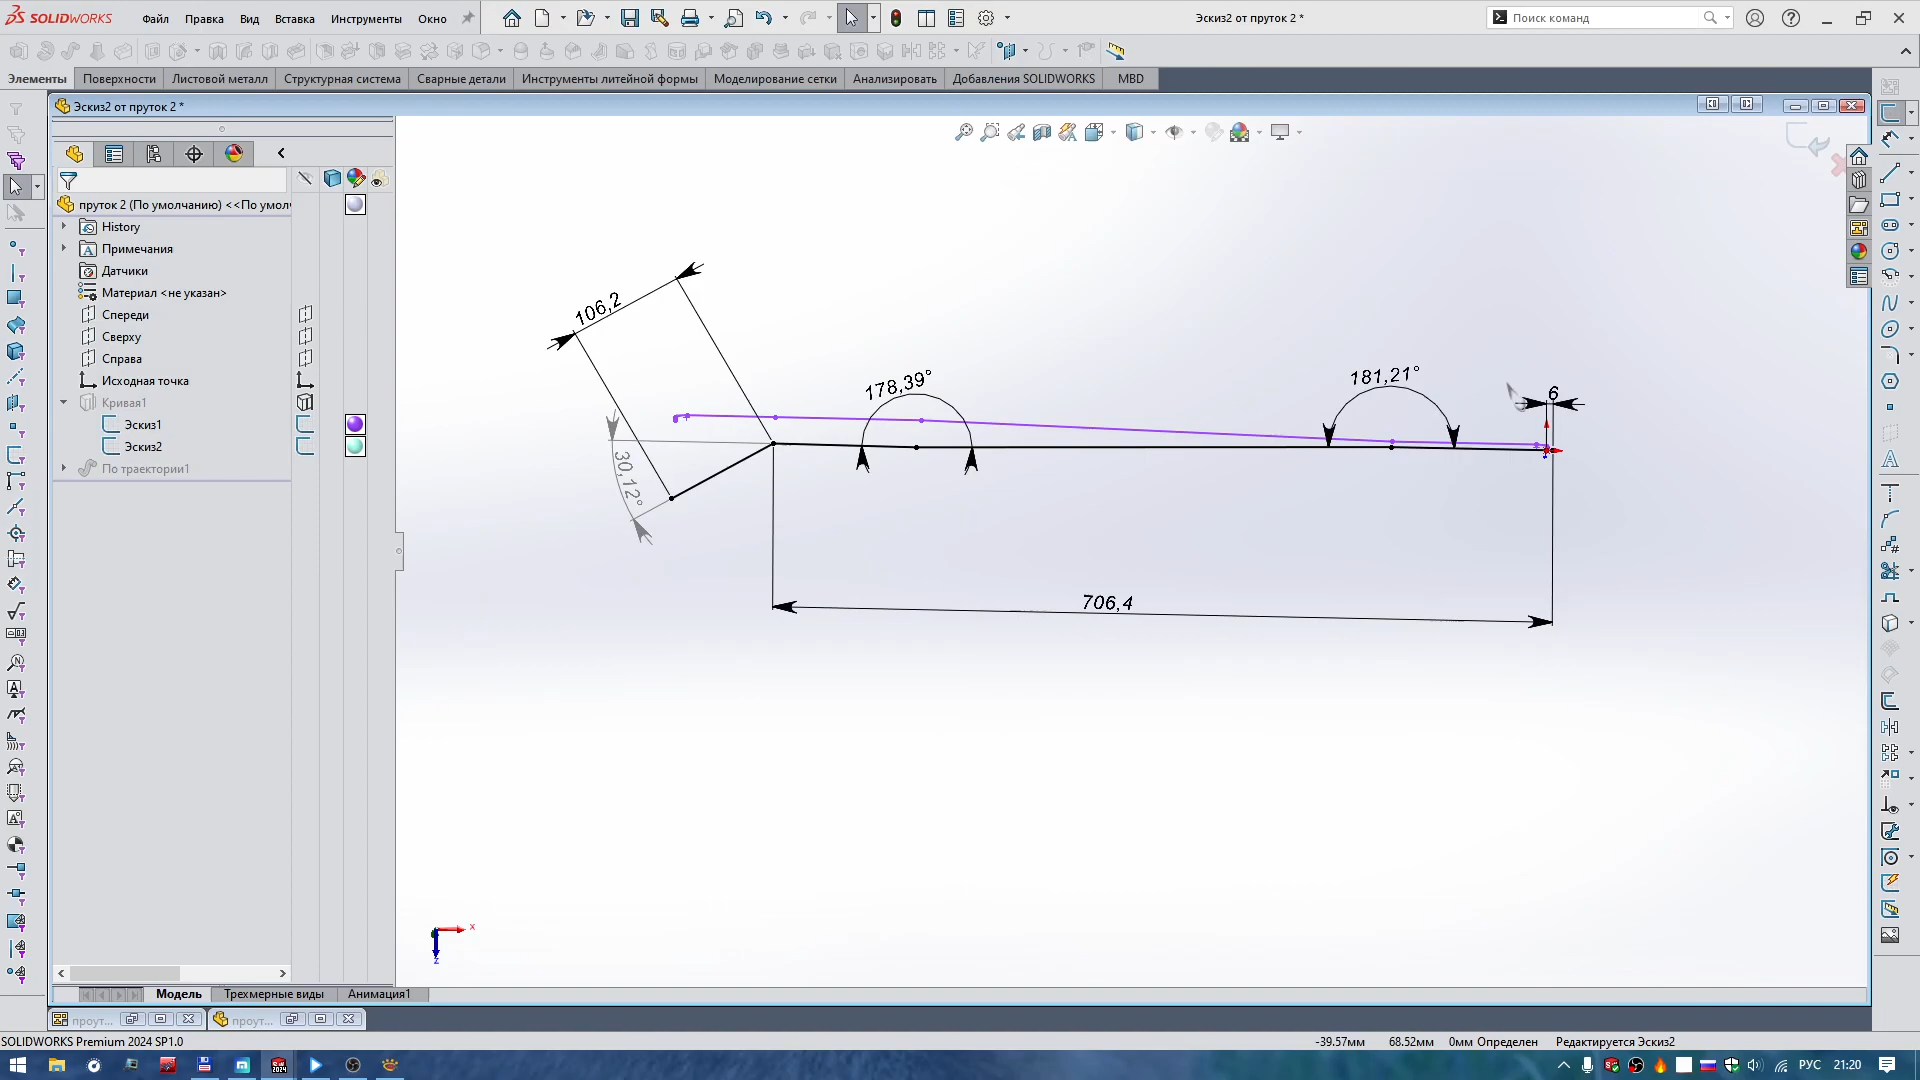 SOLIDWORKS
Файл Правка Вид Вставка Инструменты Окно
Эскиз2 от пруток 2 *
Поиск команд
Элементы Поверхности Листовой металл Структурная система Сварные детали Инструменты литейной формы Моделирование сетки Анализировать Добавления SOLIDWORKS MBD
Эскиз2 от пруток 2 *
пруток 2 (По умолчанию) <<По умол
History
Примечания
Датчики
Материал <не указан>
Спереди
Сверху
Справа
Исходная точка
Кривая1
Эскиз1
Эскиз2
По траектории1
106,2
178,39°
181,21°
6
30,12°
706,4
x
z
Модель Трехмерные виды Анимация1
проут... проут...
SOLIDWORKS Premium 2024 SP1.0
-39.57мм 68.52мм 0мм Определен Редактируется Эскиз2
РУС 21:20